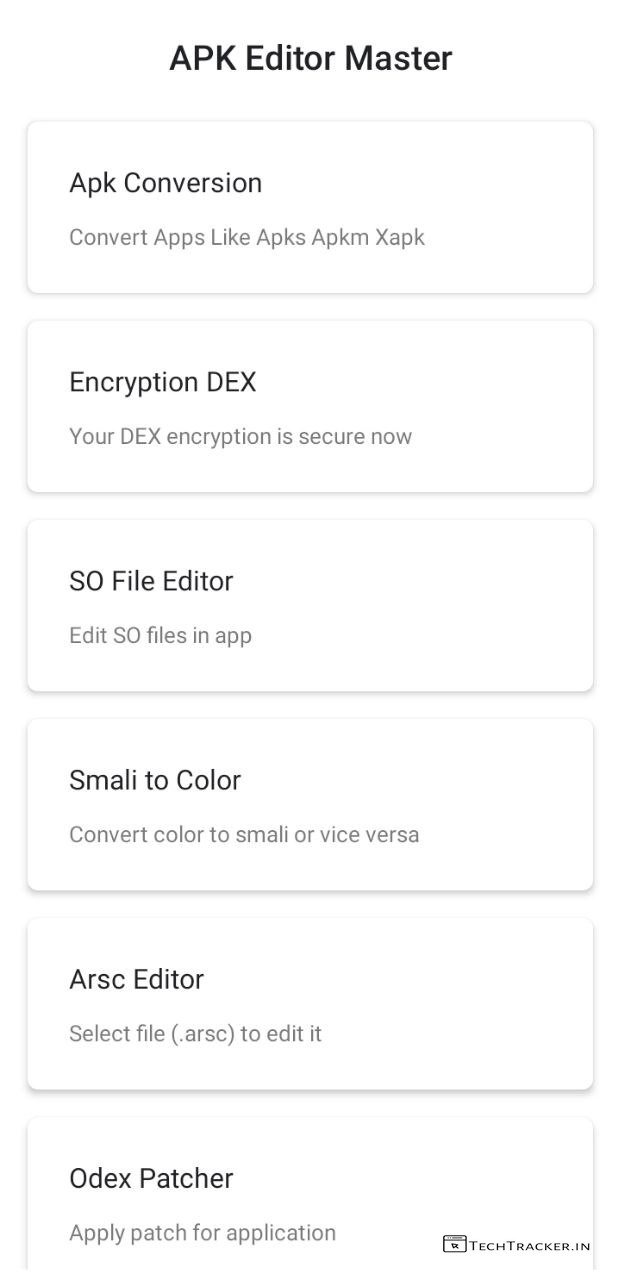 APK Editor Master
Apk Conversion
Convert Apps Like Apks Apkm Xapk
Encryption DEX
Your DEX encryption is secure now
SO File Editor
Edit SO files in app
Smali to Color
Convert color to smali or vice versa
Arsc Editor
Select file (.arsc) to edit it
Odex Patcher
Apply patch for application
TECHTRACKER.IN